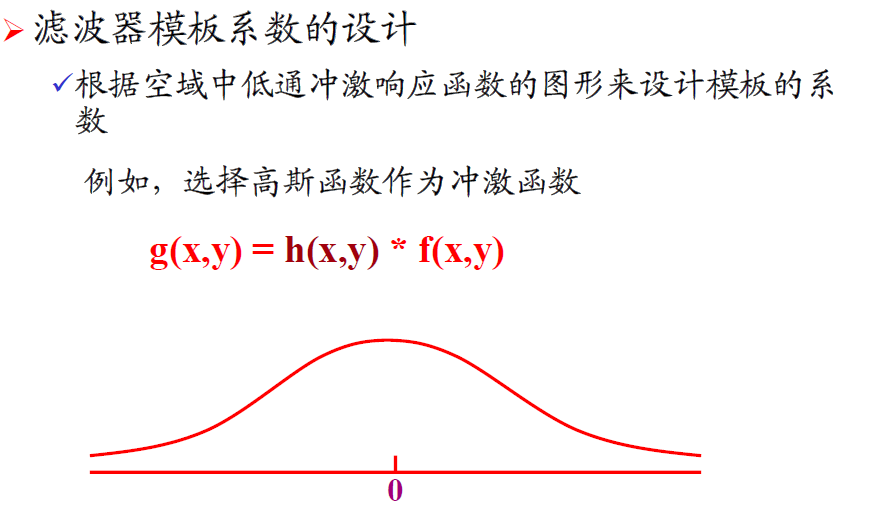 滤波器模板系数的设计
根据空域中低通冲激响应函数的图形来设计模板的系
数
例如，选择高斯函数作为冲激函数
g(x,y) = h(x,y) * f(x,y)
0